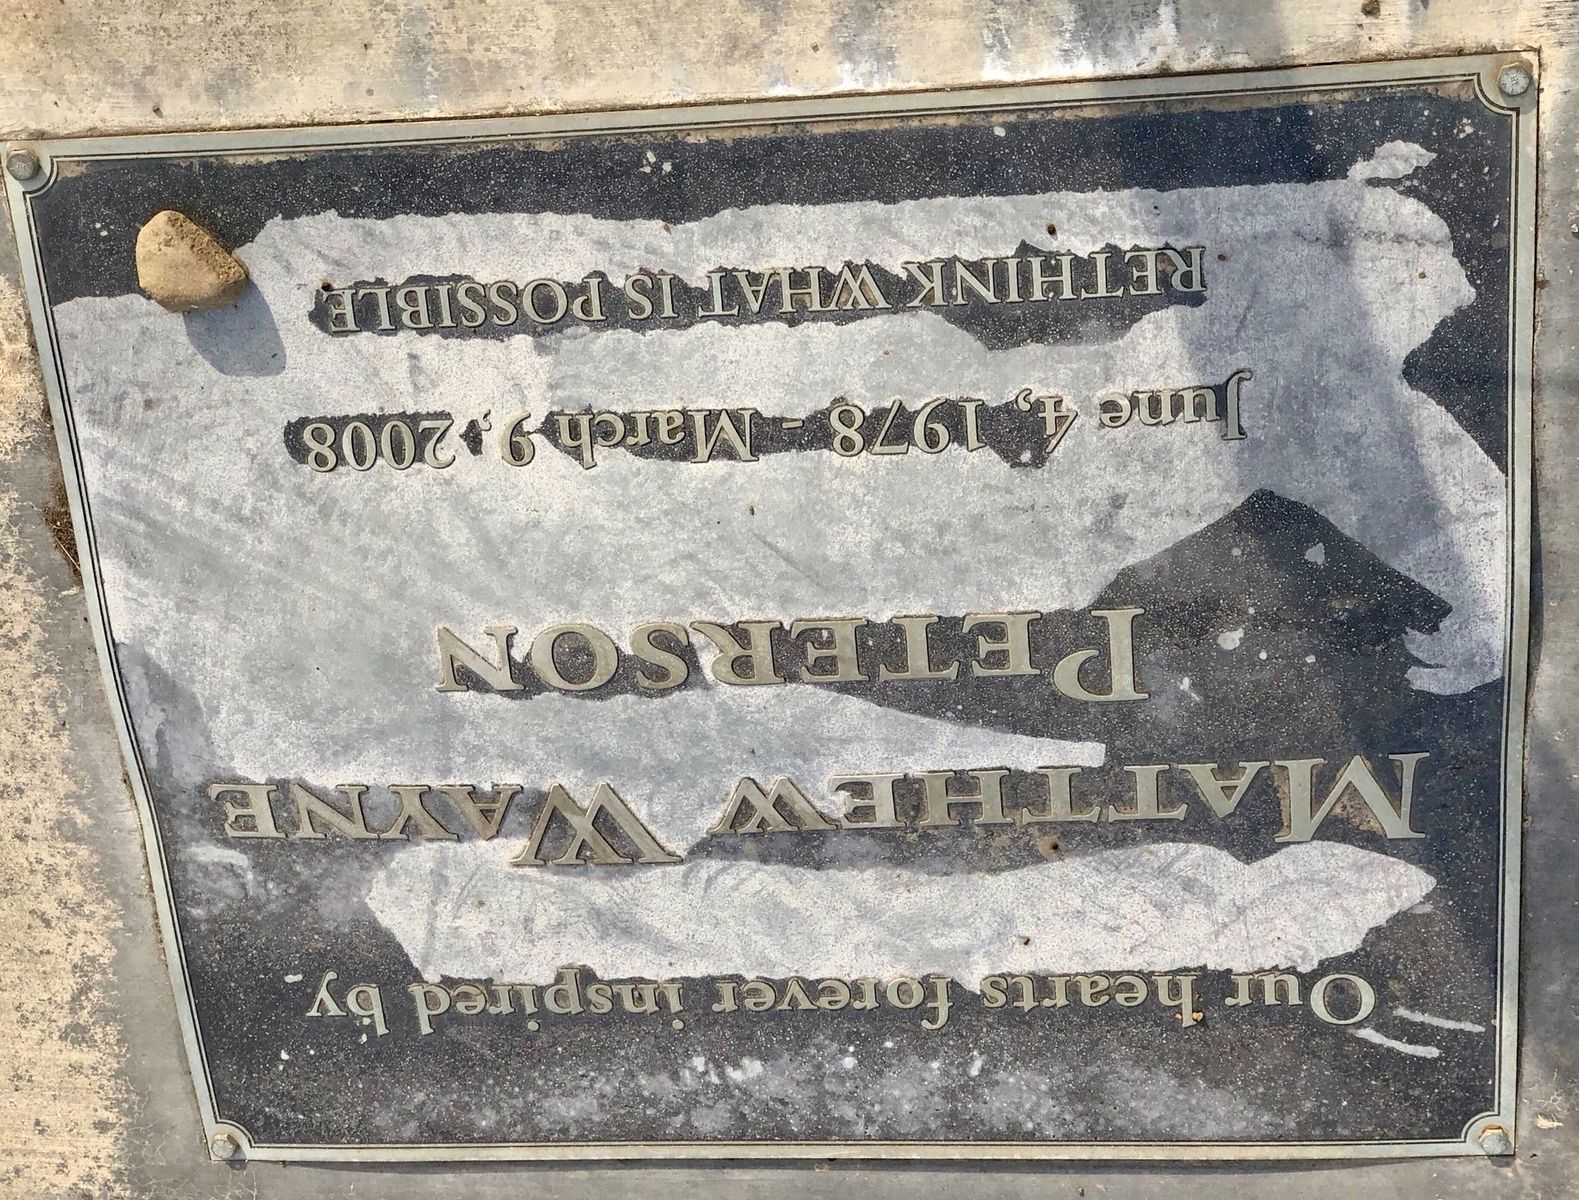 Our hearts forever inspired by
MATTHEW WAYNE
PETERSON
June 4, 1978 - March 9, 2008
RETHINK WHAT IS POSSIBLE